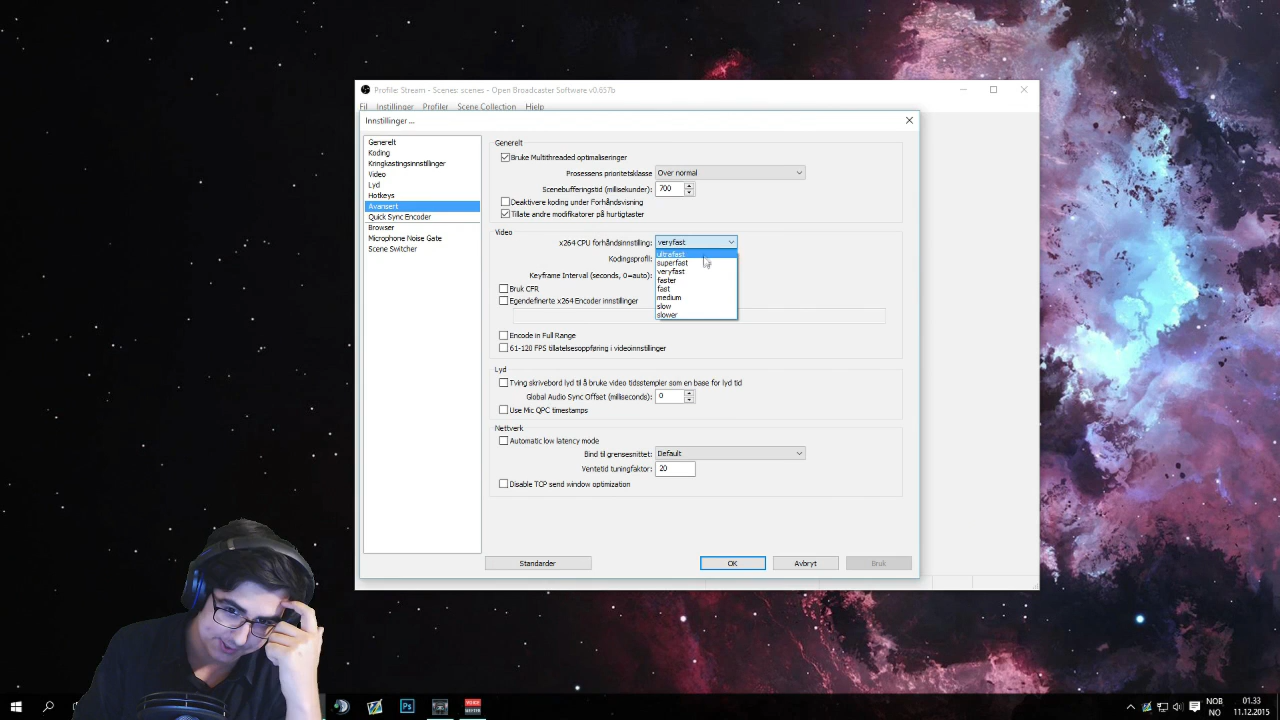 Profile: Stream - Scenes: scenes - Open Broadcaster Software v0.657b
Fil Innstillinger Profiler Scene Collection Hjelp
Innstillinger ...
Generelt
Koding
Kringkastingsinnstillinger
Video
Lyd
Hotkeys
Avansert
Quick Sync Encoder
Browser
Microphone Noise Gate
Scene Switcher
Generelt
Bruke Multithreaded optimaliseringer
Prosessens prioritetsklasse Over normal
Scenebufferingstid (millisekunder): 700
Deaktivere koding under Forhåndsvisning
Tillate andre modifikatorer på hurtigtaster
Video
x264 CPU forhåndsinnstilling: veryfast
ultrafast
Kodingsprofil:
superfast
veryfast
Keyframe Interval (seconds, 0=auto):
faster
fast
Bruk CFR
medium
Egendefinerte x264 Encoder innstillinger
slow
slower
Encode in Full Range
61-120 FPS tillatelsesoppføring i videoinnstillinger
Lyd
Tving skrivebord lyd til å bruke video tidsstempler som en base for lyd tid
Global Audio Sync Offset (milliseconds): 0
Use Mic QPC timestamps
Nettverk
Automatic low latency mode
Bind til grensesnittet: Default
Ventetid tuningfaktor: 20
Disable TCP send window optimization
Standarder
OK
Avbryt
Bruk
Ps
VOICE
MEETER
NOB
NO
01.33
11.12.2015